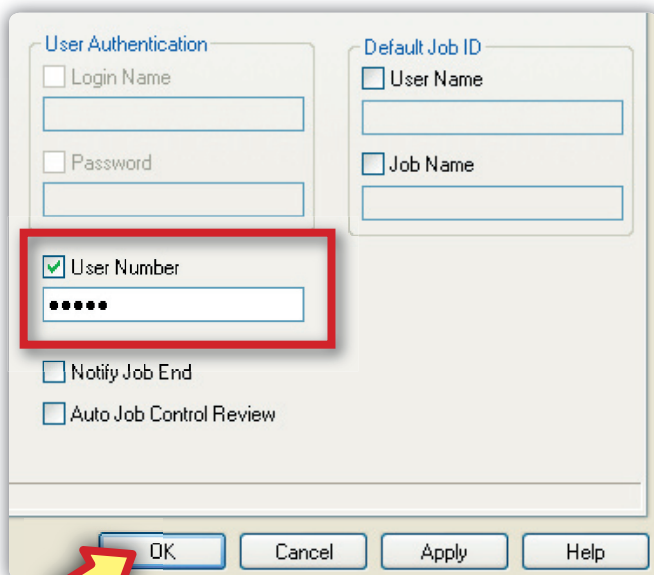 User Authentication
Login Name
Password
Default Job ID
User Name
Job Name
User Number
•••••
Notify Job End
Auto Job Control Review
OK Cancel Apply Help